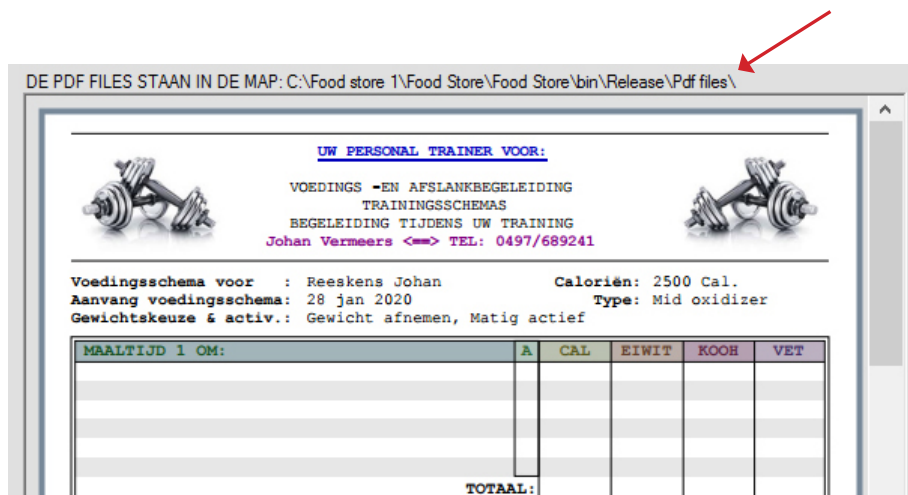 DE PDF FILES STAAN IN DE MAP: C:\Food store 1\Food Store\Food Store\bin\Release\Pdf files\
UW PERSONAL TRAINER VOOR:
VOEDINGS -EN AFSLANKBEGELEIDING
TRAININGSSCHEMAS
BEGELEIDING TIJDENS UW TRAINING
Johan Vermeers <==> TEL: 0497/689241
Voedingsschema voor : Reeskens Johan Caloriën: 2500 Cal.
Aanvang voedingsschema: 28 jan 2020 Type: Mid oxidizer
Gewichtskeuze & activ.: Gewicht afnemen, Matig actief
MAALTIJD 1 OM: A CAL EIWIT KOOH VET
TOTAAL: